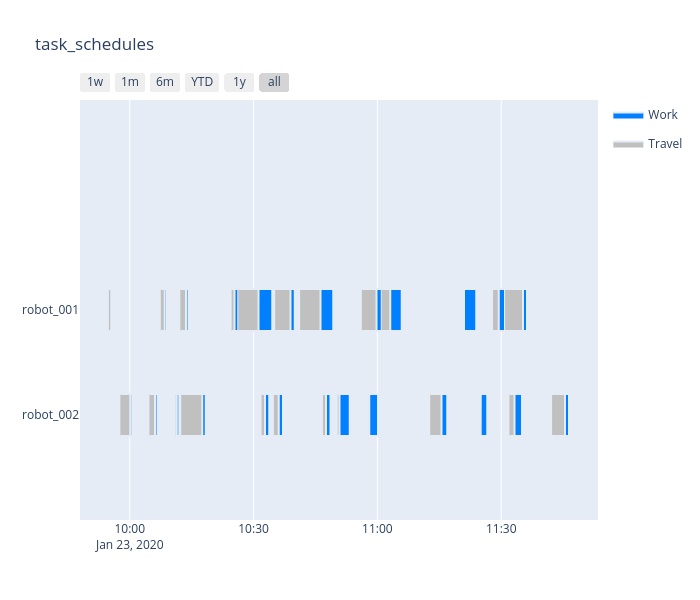 task_schedules
1w 1m 6m YTD 1y all
Work
Travel
robot_001
robot_002
10:00 10:30 11:00 11:30
Jan 23, 2020